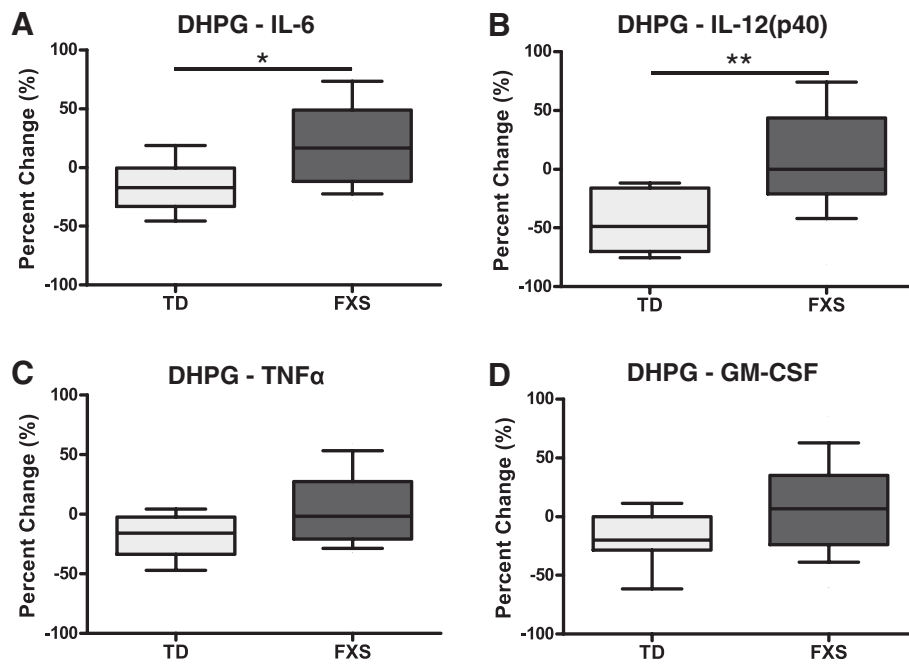 A
DHPG - IL-6
*
Percent Change (%)
100
50
0
-50
-100
TD
FXS
B
DHPG - IL-12(p40)
**
Percent Change (%)
100
50
0
-50
-100
TD
FXS
C
DHPG - TNFα
Percent Change (%)
100
50
0
-50
-100
TD
FXS
D
DHPG - GM-CSF
Percent Change (%)
100
50
0
-50
-100
TD
FXS